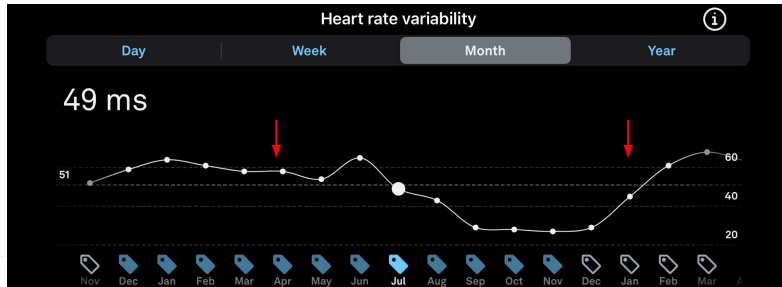 Heart rate variability
Day Week Month Year
49 ms
60
51
40
20
Nov Dec Jan Feb Mar Apr May Jun Jul Aug Sep Oct Nov Dec Jan Feb Mar A